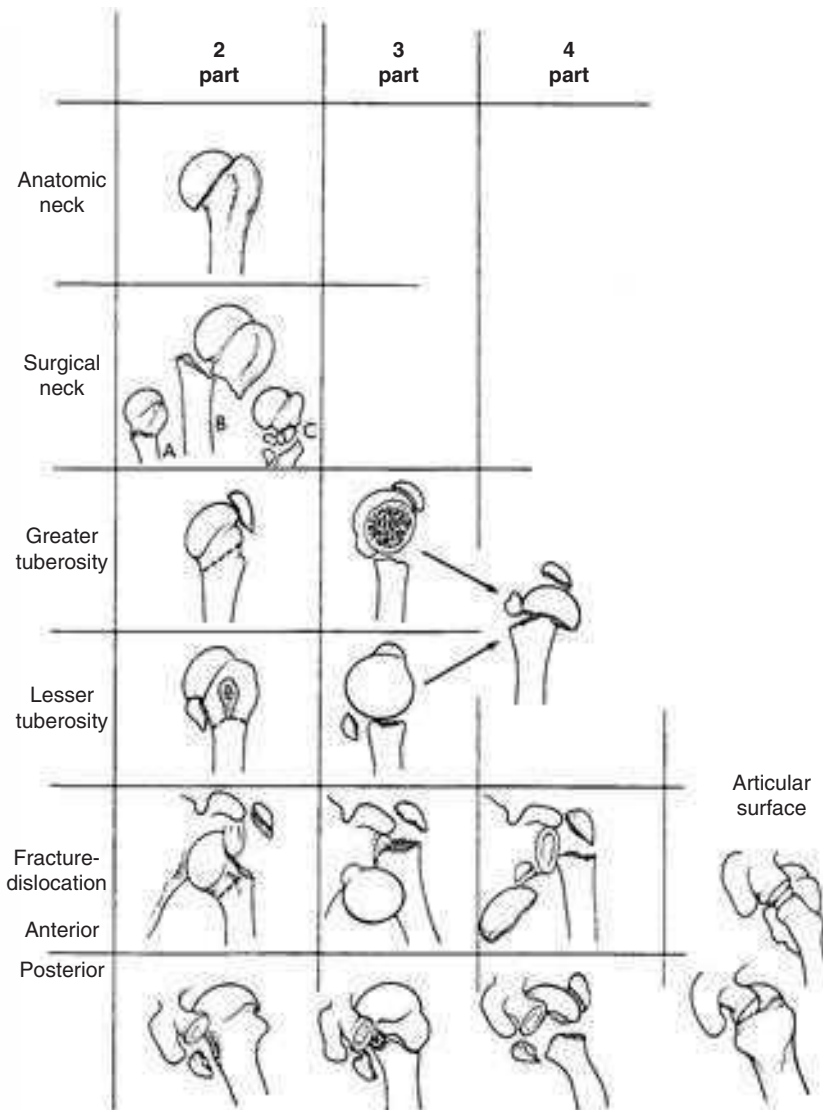 2
part
3
part
4
part
Anatomic
neck
Surgical
neck
A
B
C
Greater
tuberosity
Lesser
tuberosity
Articular
surface
Fracture-
dislocation
Anterior
Posterior